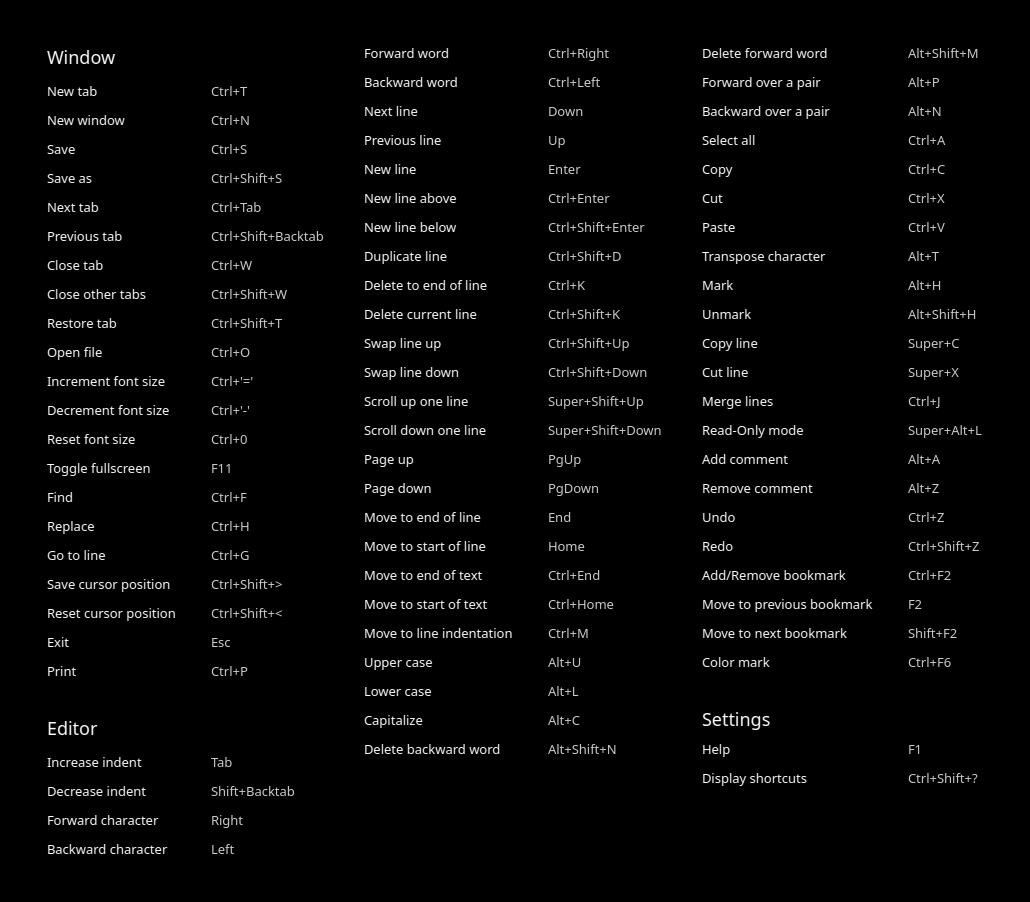 Window
New tab Ctrl+T
New window Ctrl+N
Save Ctrl+S
Save as Ctrl+Shift+S
Next tab Ctrl+Tab
Previous tab Ctrl+Shift+Backtab
Close tab Ctrl+W
Close other tabs Ctrl+Shift+W
Restore tab Ctrl+Shift+T
Open file Ctrl+O
Increment font size Ctrl+'='
Decrement font size Ctrl+'-'
Reset font size Ctrl+0
Toggle fullscreen F11
Find Ctrl+F
Replace Ctrl+H
Go to line Ctrl+G
Save cursor position Ctrl+Shift+>
Reset cursor position Ctrl+Shift+<
Exit Esc
Print Ctrl+P
Editor
Increase indent Tab
Decrease indent Shift+Backtab
Forward character Right
Backward character Left
Forward word Ctrl+Right
Backward word Ctrl+Left
Next line Down
Previous line Up
New line Enter
New line above Ctrl+Enter
New line below Ctrl+Shift+Enter
Duplicate line Ctrl+Shift+D
Delete to end of line Ctrl+K
Delete current line Ctrl+Shift+K
Swap line up Ctrl+Shift+Up
Swap line down Ctrl+Shift+Down
Scroll up one line Super+Shift+Up
Scroll down one line Super+Shift+Down
Page up PgUp
Page down PgDown
Move to end of line End
Move to start of line Home
Move to end of text Ctrl+End
Move to start of text Ctrl+Home
Move to line indentation Ctrl+M
Upper case Alt+U
Lower case Alt+L
Capitalize Alt+C
Delete backward word Alt+Shift+N
Delete forward word Alt+Shift+M
Forward over a pair Alt+P
Backward over a pair Alt+N
Select all Ctrl+A
Copy Ctrl+C
Cut Ctrl+X
Paste Ctrl+V
Transpose character Alt+T
Mark Alt+H
Unmark Alt+Shift+H
Copy line Super+C
Cut line Super+X
Merge lines Ctrl+J
Read-Only mode Super+Alt+L
Add comment Alt+A
Remove comment Alt+Z
Undo Ctrl+Z
Redo Ctrl+Shift+Z
Add/Remove bookmark Ctrl+F2
Move to previous bookmark F2
Move to next bookmark Shift+F2
Color mark Ctrl+F6
Settings
Help F1
Display shortcuts Ctrl+Shift+?